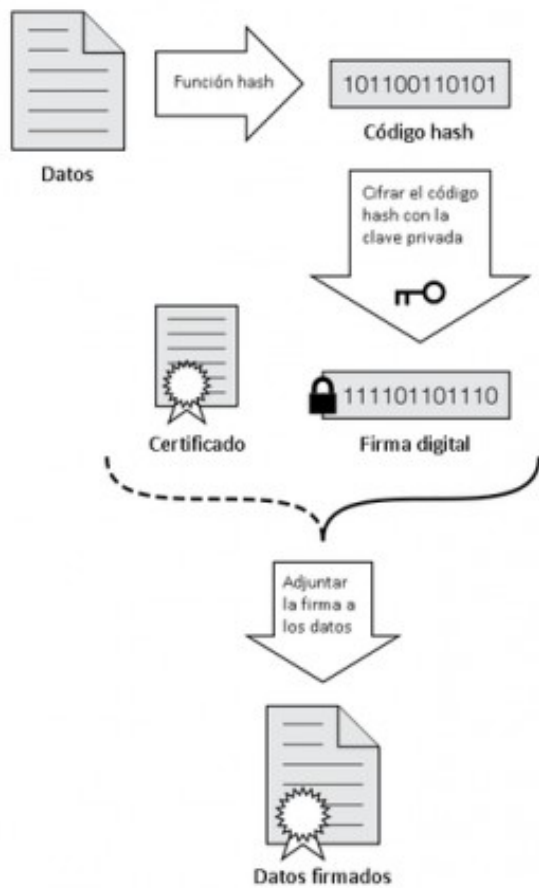 Función hash
101100110101
Código hash
Datos
Cifrar el código
hash con la
clave privada
111101101110
Certificado
Firma digital
Adjuntar
la firma a
los datos
Datos firmados